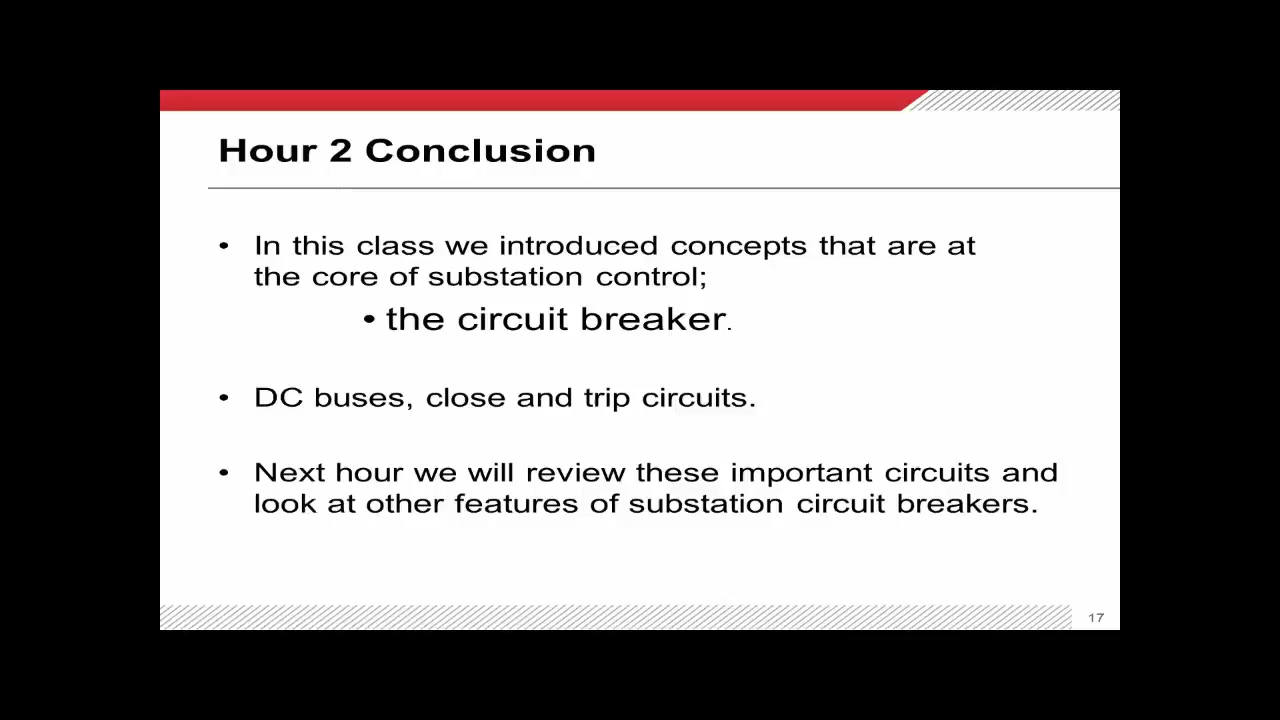 Hour 2 Conclusion
• In this class we introduced concepts that are at
the core of substation control;
• the circuit breaker.
• DC buses, close and trip circuits.
• Next hour we will review these important circuits and
look at other features of substation circuit breakers.
17